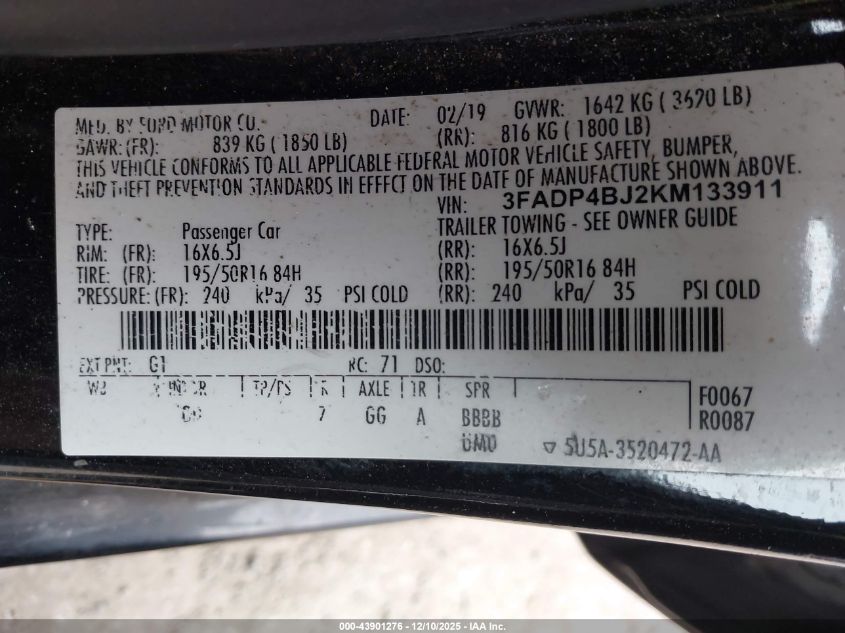 MFD. BY FORD MOTOR CO. DATE: 02/19 GVWR: 1642 KG ( 3620 LB)
GAWR: (FR): 839 KG ( 1850 LB) (RR): 816 KG ( 1800 LB)
THIS VEHICLE CONFORMS TO ALL APPLICABLE FEDERAL MOTOR VEHICLE SAFETY, BUMPER,
AND THEFT PREVENTION STANDARDS IN EFFECT ON THE DATE OF MANUFACTURE SHOWN ABOVE.
VIN: 3FADP4BJ2KM133911
TYPE: Passenger Car TRAILER TOWING - SEE OWNER GUIDE
RIM: (FR): 16X6.5J (RR): 16X6.5J
TIRE: (FR): 195/50R16 84H (RR): 195/50R16 84H
PRESSURE: (FR): 240 kPa/ 35 PSI COLD (RR): 240 kPa/ 35 PSI COLD
EXT PNT: G1 RC: 71 DSO:
WB TP/PS AXLE TR SPR F0067
7 GG A BBBB R0087
UMO 5U5A-3520472-AA
000-43901276 - 12/10/2025 - IAA Inc.